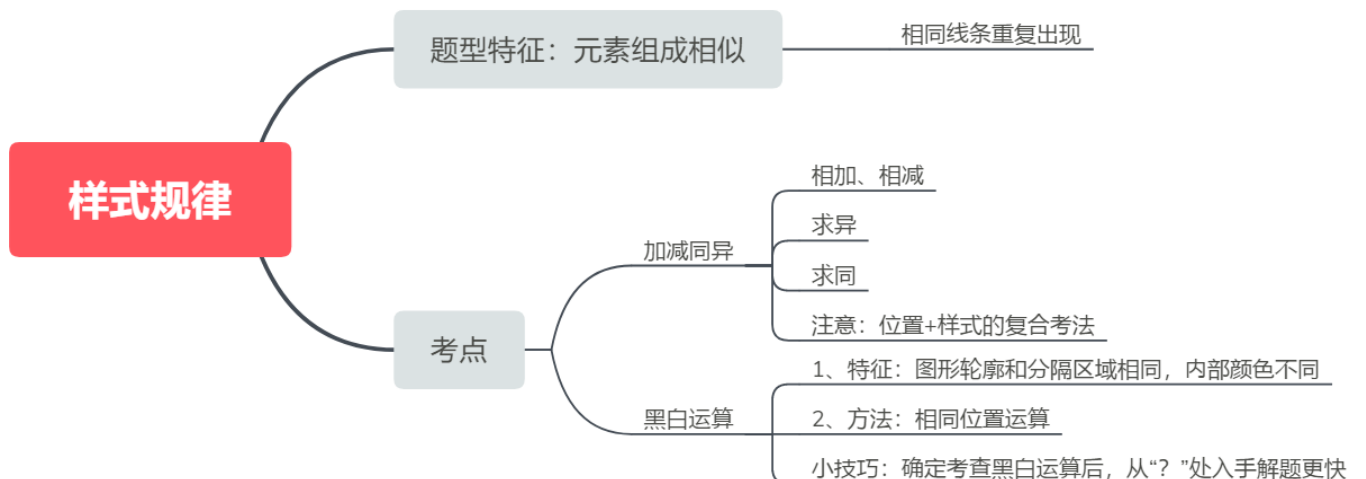 样式规律
题型特征：元素组成相似
相同线条重复出现
考点
加减同异
相加、相减
求异
求同
注意：位置+样式的复合考法
黑白运算
1、特征：图形轮廓和分隔区域相同，内部颜色不同
2、方法：相同位置运算
小技巧：确定考查黑白运算后，从“？”处入手解题更快